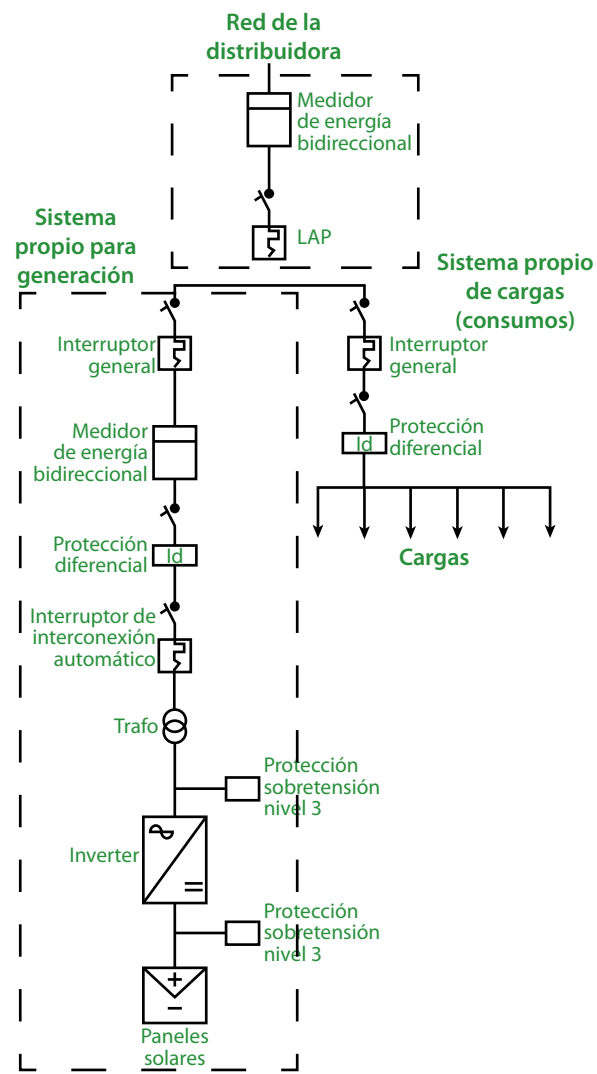 Red de la
distribuidora
Medidor
de energía
bidireccional
LAP
Sistema
propio para
generación
Sistema propio
de cargas
(consumos)
Interruptor
general
Medidor
de energía
bidireccional
Protección
diferencial
Id
Interruptor de
interconexión
automático
Trafo
Protección
sobretensión
nivel 3
Inverter
Protección
sobretensión
nivel 3
Paneles
solares
Interruptor
general
Protección
diferencial
Id
Cargas